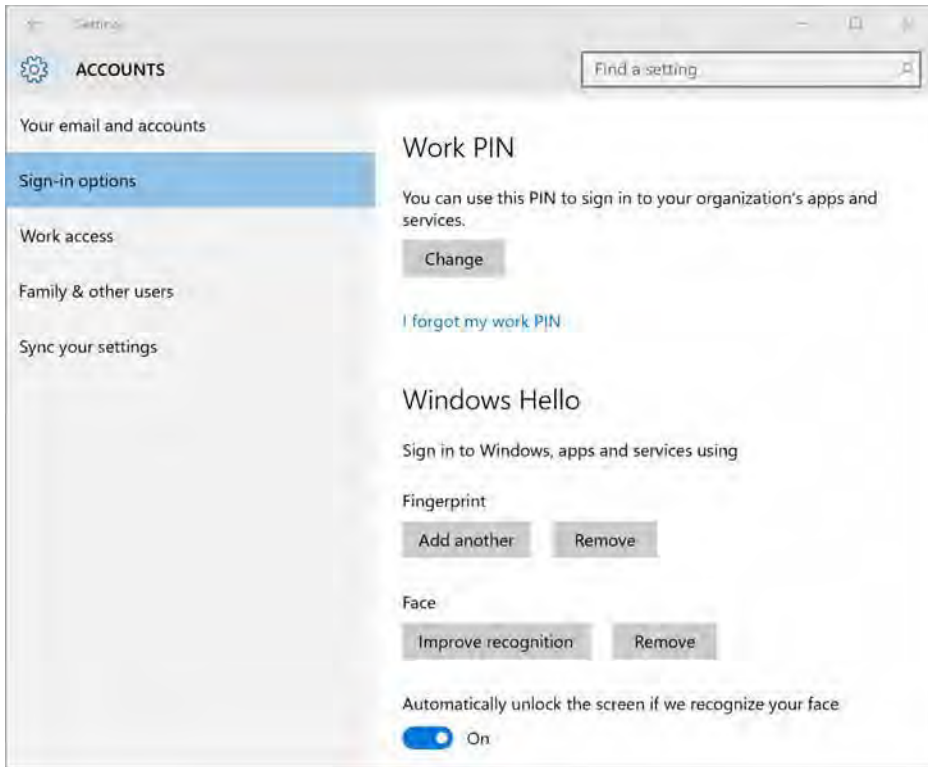 Setting
ACCOUNTS
Find a setting
Your email and accounts
Sign-in options
Work access
Family & other users
Sync your settings
Work PIN
You can use this PIN to sign in to your organization's apps and
services.
Change
I forgot my work PIN
Windows Hello
Sign in to Windows, apps and services using
Fingerprint
Add another
Remove
Face
Improve recognition
Remove
Automatically unlock the screen if we recognize your face
On